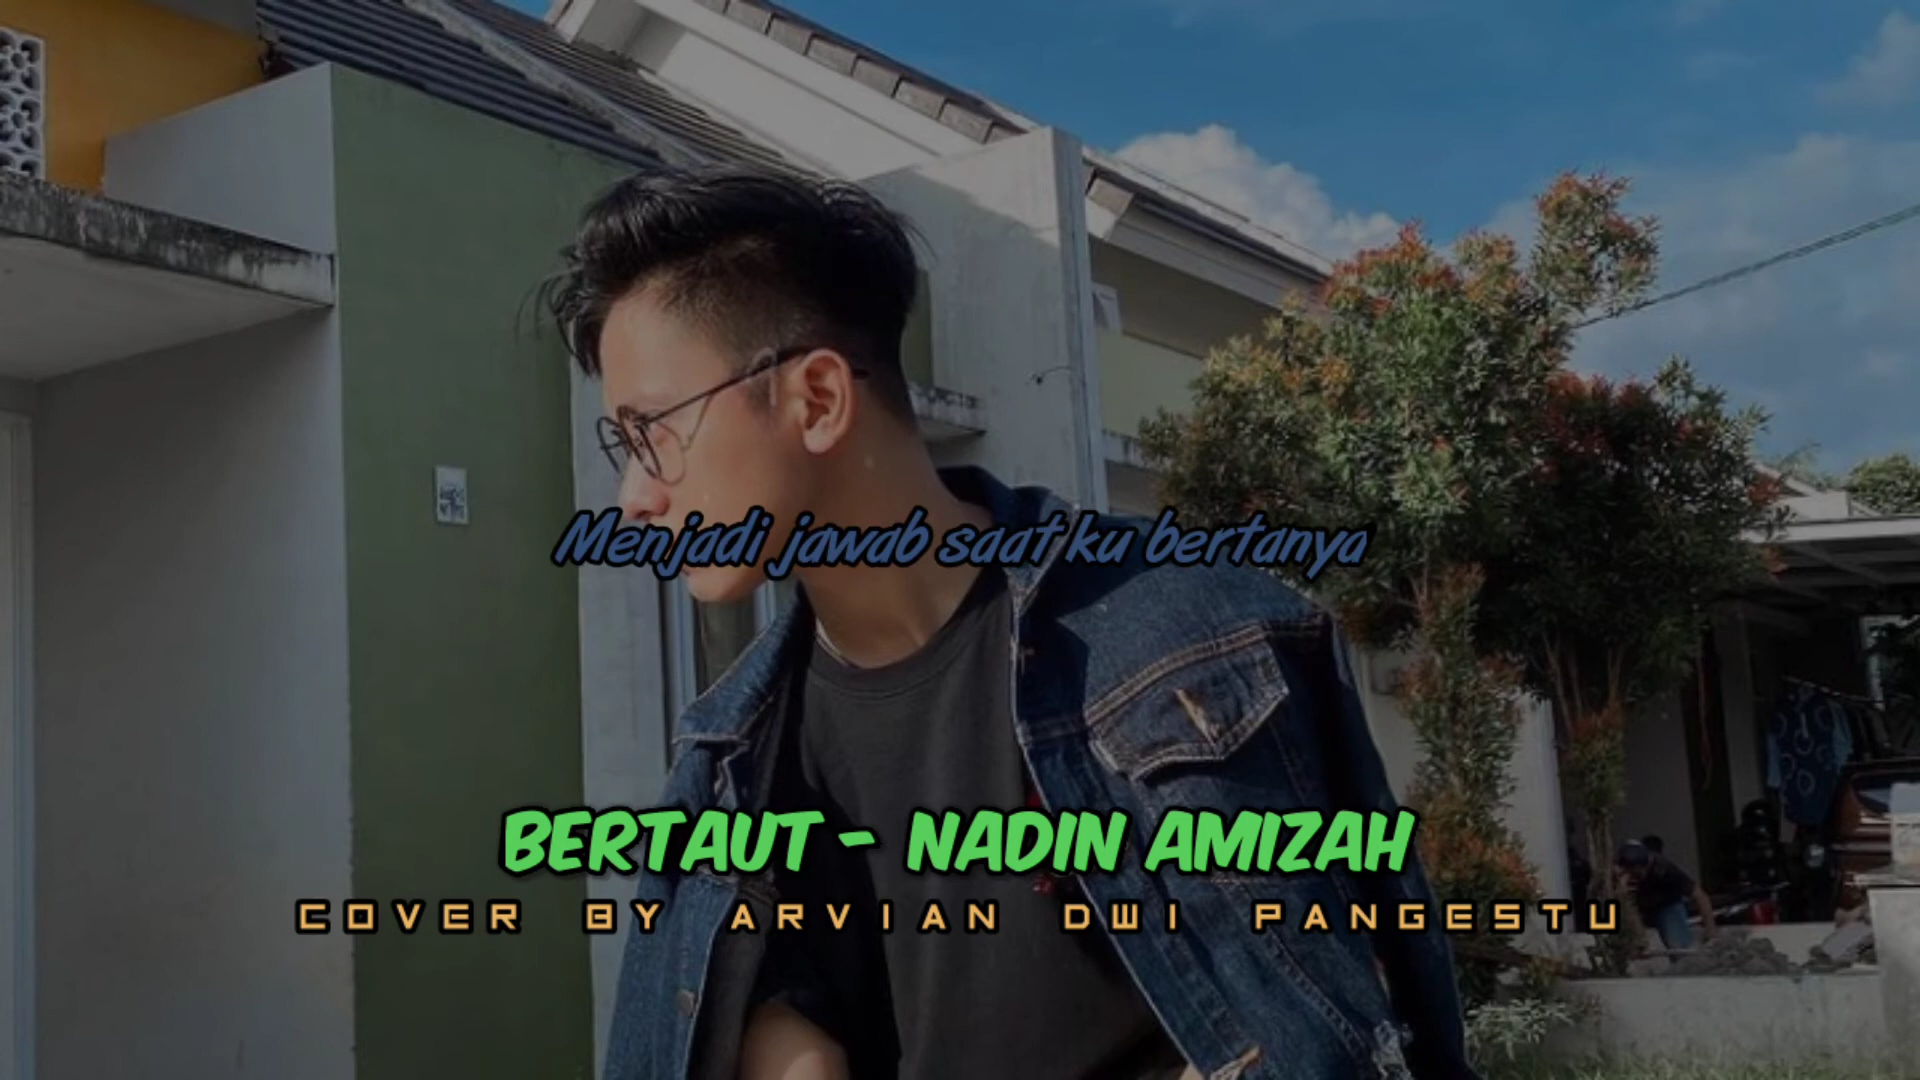 Menjadi jawab saat ku bertanya
BERTAUT - NADIN AMIZAH
COVER BY ARVIAN DWI PANGESTU